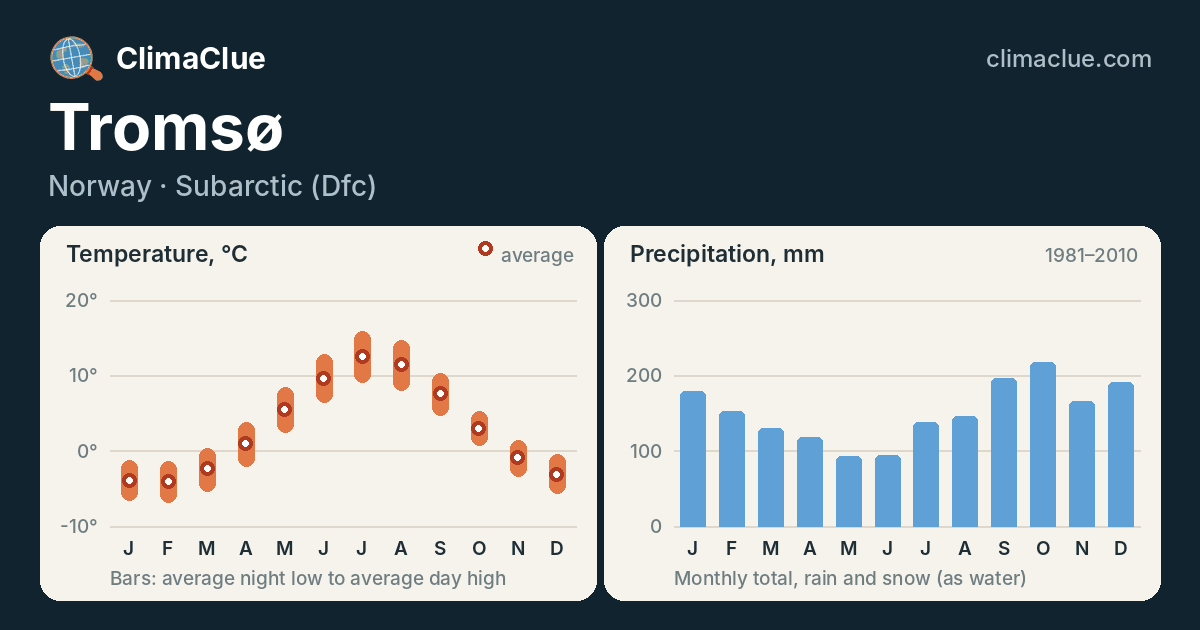 ClimaClue
climaclue.com
Tromsø
Norway · Subarctic (Dfc)
Temperature, °C
average
20°
10°
0°
-10°
J F M A M J J A S O N D
Bars: average night low to average day high
Precipitation, mm
1981–2010
300
200
100
0
J F M A M J J A S O N D
Monthly total, rain and snow (as water)